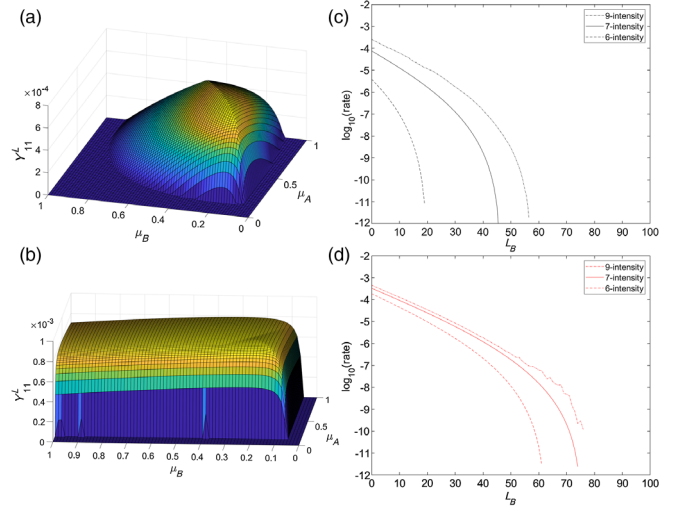 (a)
×10⁻⁴
8
6
4
2
0
γ₁₁ᴸ
1
0.8
0.6
0.4
0.2
0
μ_B
0
0.5
1
μ_A
(b)
×10⁻³
1
0.8
0.6
0.4
0.2
0
γ₁₁ᴸ
1
0.9
0.8
0.7
0.6
0.5
0.4
0.3
0.2
0.1
0
μ_B
0
0.5
1
μ_A
(c)
-2
-3
-4
-5
-6
-7
-8
-9
-10
-11
-12
log₁₀(rate)
9-intensity
7-intensity
6-intensity
0 10 20 30 40 50 60 70 80 90 100
L_B
(d)
-2
-3
-4
-5
-6
-7
-8
-9
-10
-11
-12
log₁₀(rate)
9-intensity
7-intensity
6-intensity
0 10 20 30 40 50 60 70 80 90 100
L_B